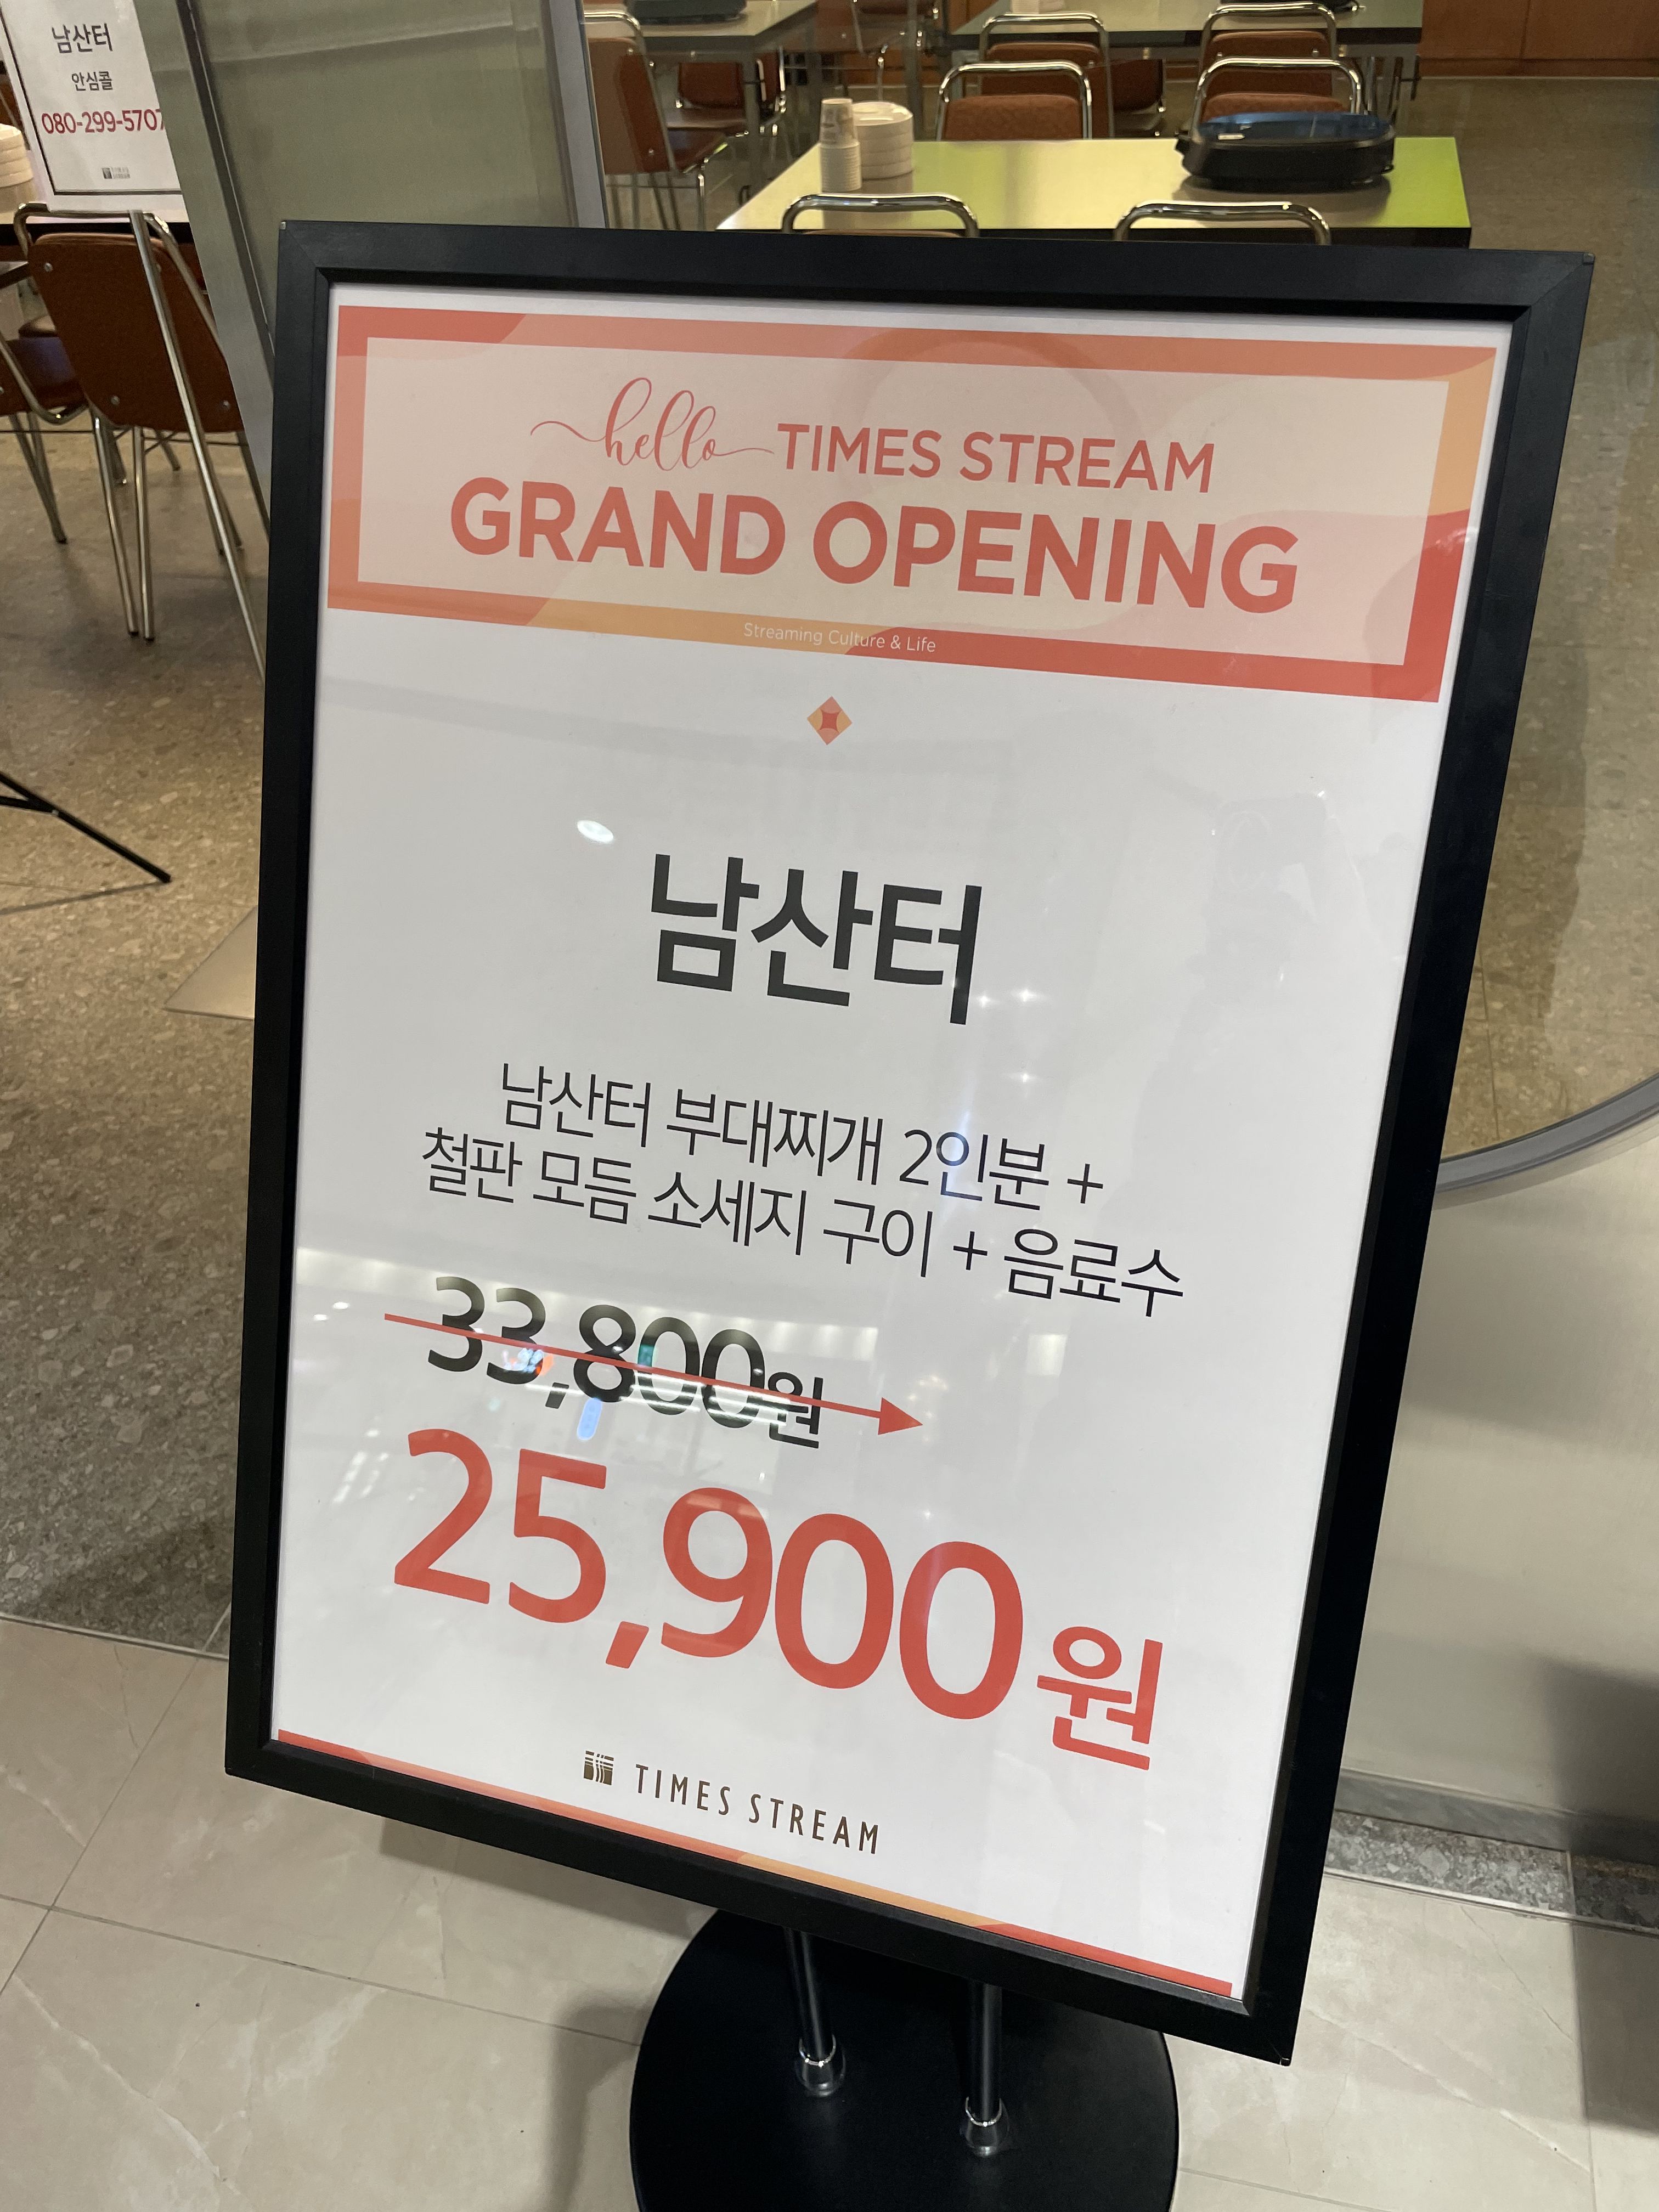 남산터
안심콜
080-299-5707
hello TIMES STREAM
GRAND OPENING
Streaming Culture & Life
남산터
남산터 부대찌개 2인분 +
철판 모듬 소세지 구이 + 음료수
33,800원
25,900원
TIMES STREAM